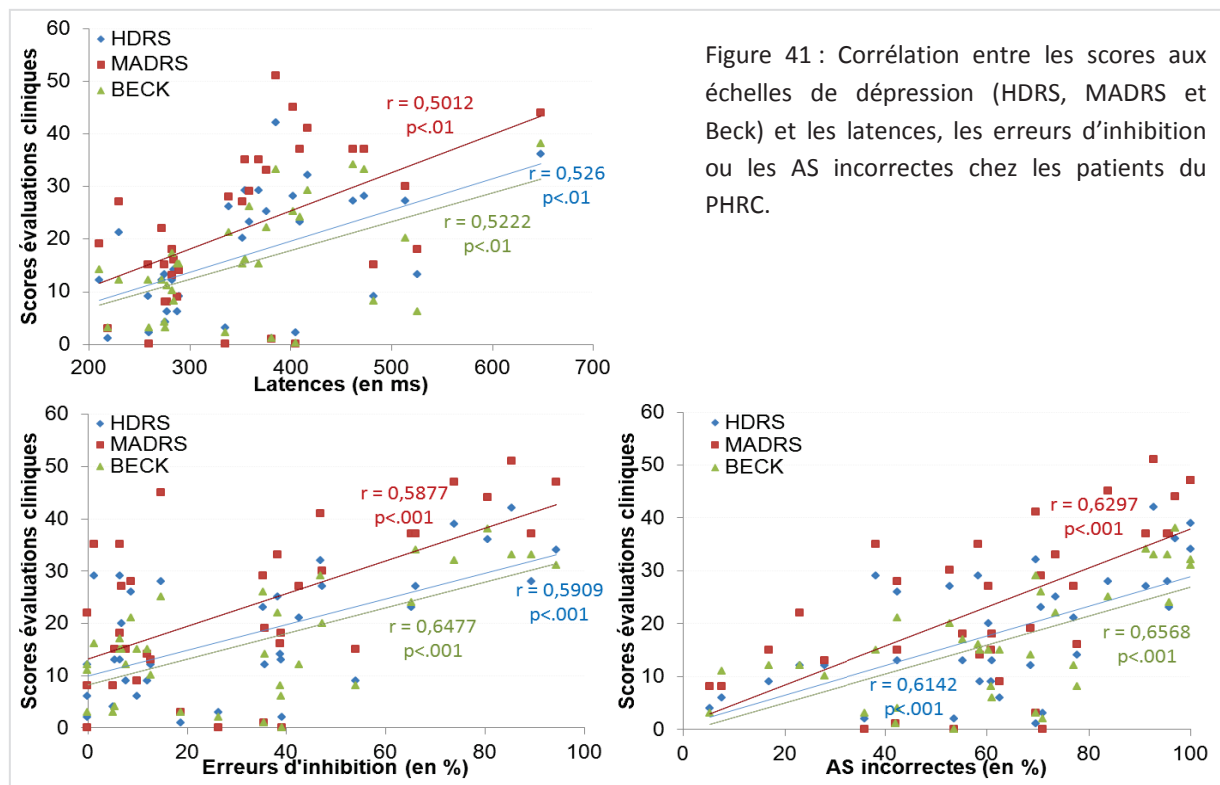 HDRS
MADRS
BECK
Scores évaluations cliniques
60
50
40
30
20
10
0
r = 0,5012
p<.01
r = 0,526
p<.01
r = 0,5222
p<.01
200 300 400 500 600 700
Latences (en ms)
Figure 41 : Corrélation entre les scores aux
échelles de dépression (HDRS, MADRS et
Beck) et les latences, les erreurs d’inhibition
ou les AS incorrectes chez les patients du
PHRC.
HDRS
MADRS
BECK
Scores évaluations cliniques
60
50
40
30
20
10
0
r = 0,5877
p<.001
r = 0,5909
p<.001
r = 0,6477
p<.001
0 20 40 60 80 100
Erreurs d'inhibition (en %)
HDRS
MADRS
BECK
Scores évaluations cliniques
60
50
40
30
20
10
0
r = 0,6297
p<.001
r = 0,6568
p<.001
r = 0,6142
p<.001
0 20 40 60 80 100
AS incorrectes (en %)